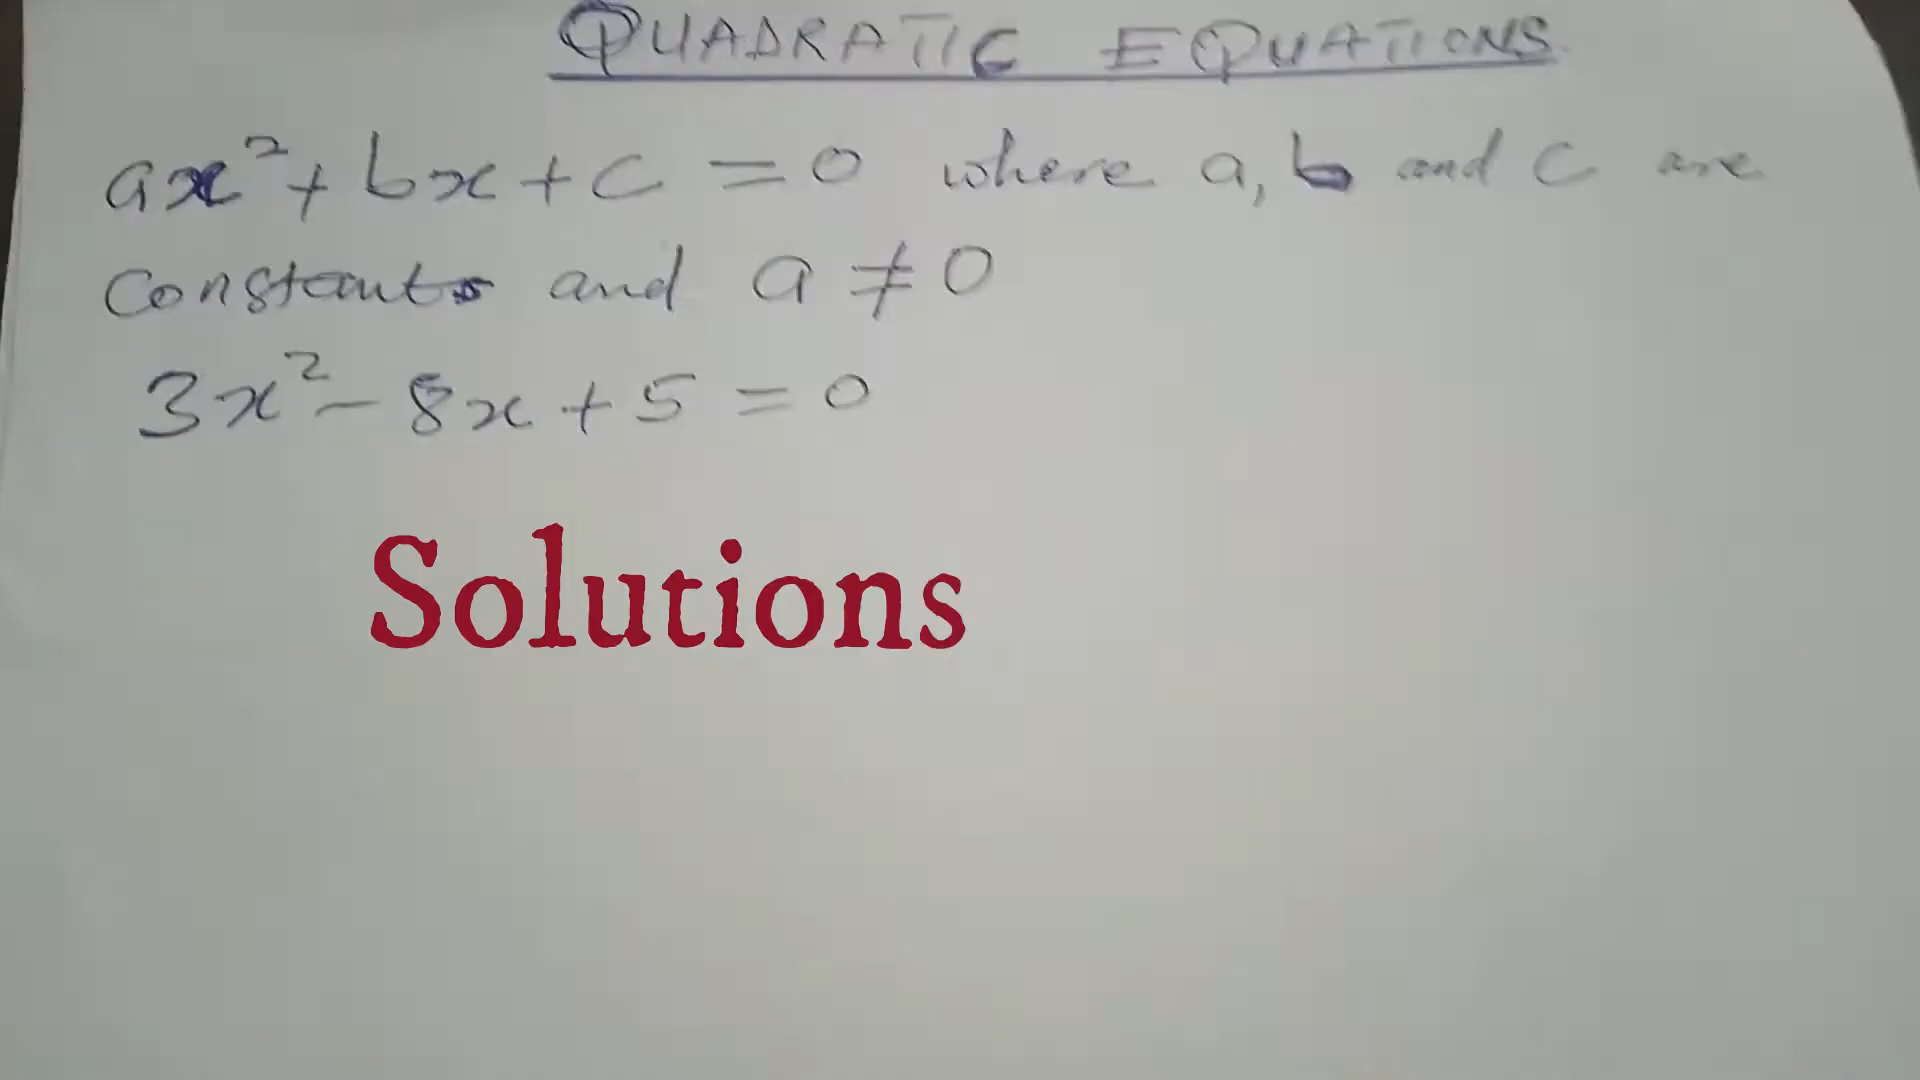 QUADRATIC EQUATIONS
ax² + bx + c = 0 where a, b and c are
constants and a ≠ 0
3x² - 8x + 5 = 0
Solutions